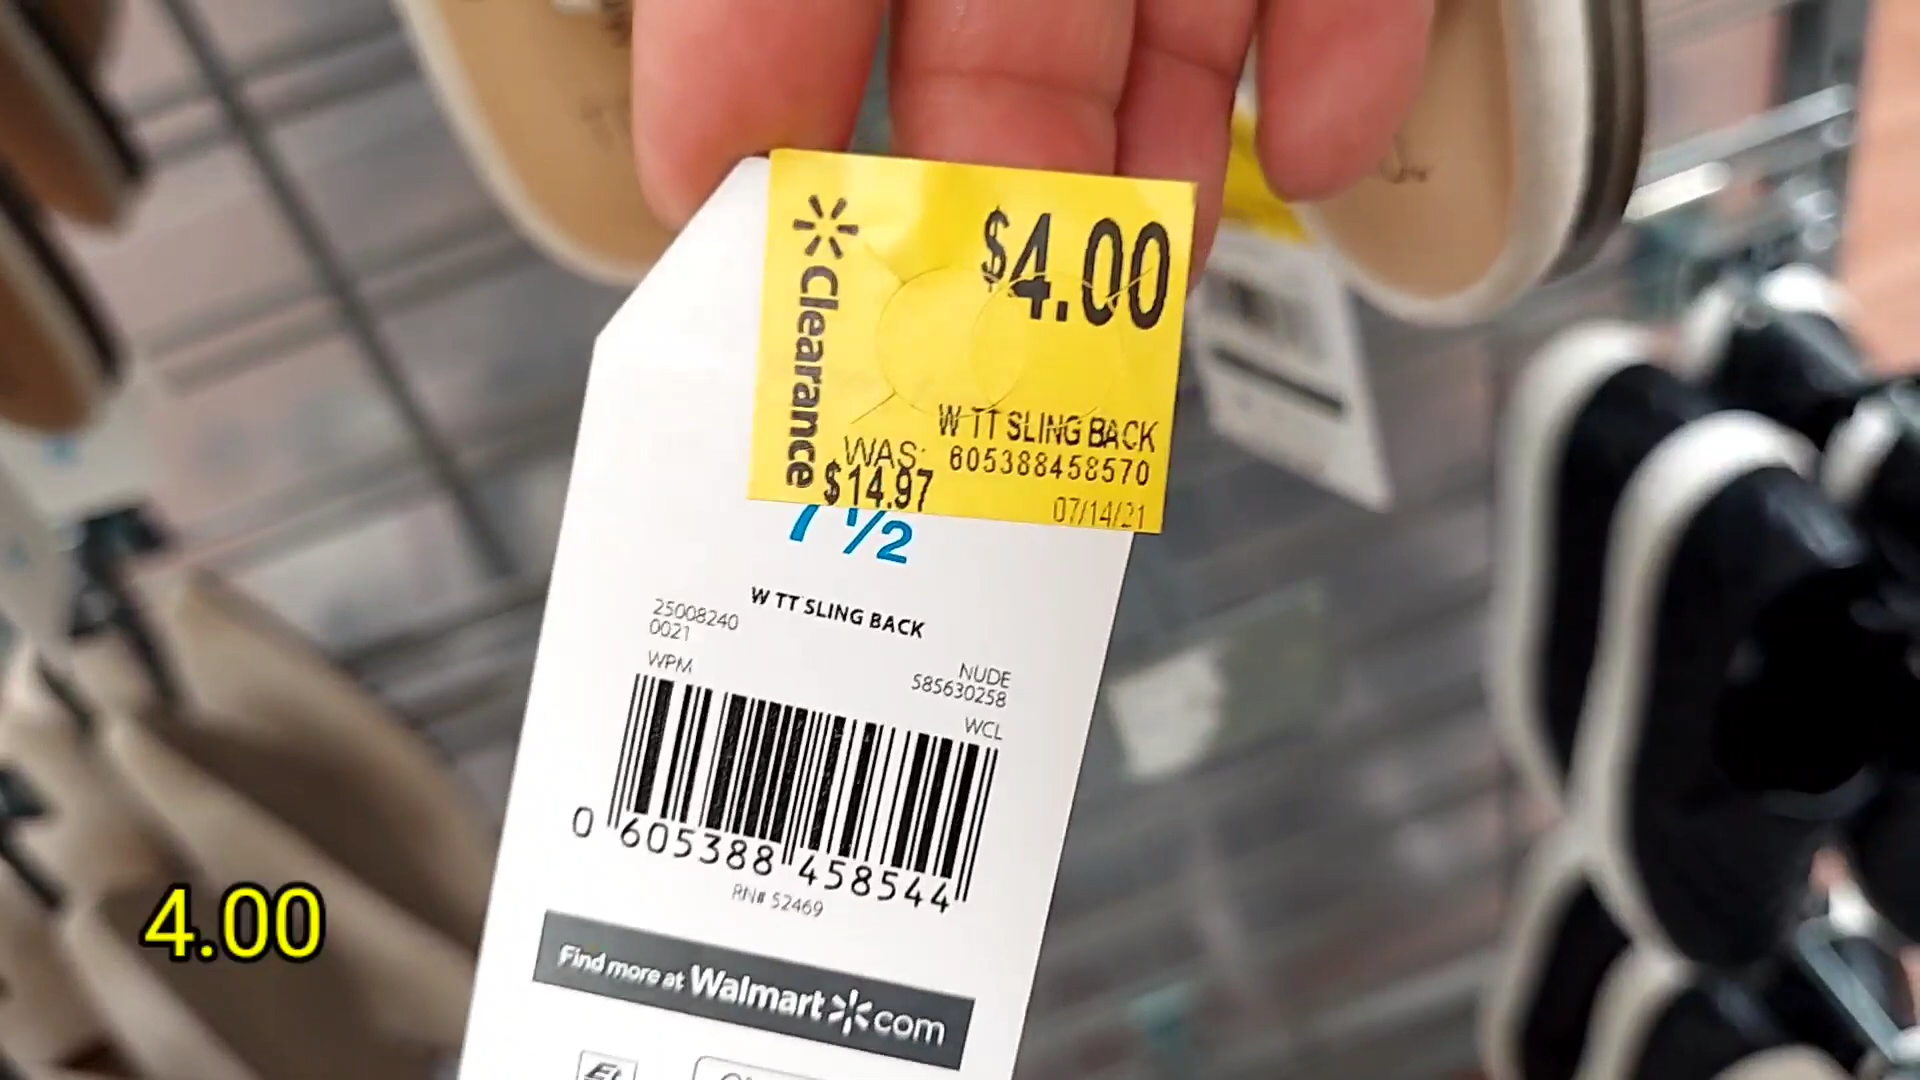 $4.00
Clearance
W TT SLING BACK
WAS:
605388458570
$14.97
07/14/21
7 1/2
W TT SLING BACK
25008240
0021
WPM
NUDE
585630258
WCL
0 605388 458544
RN# 52469
Find more at Walmart com
4.00